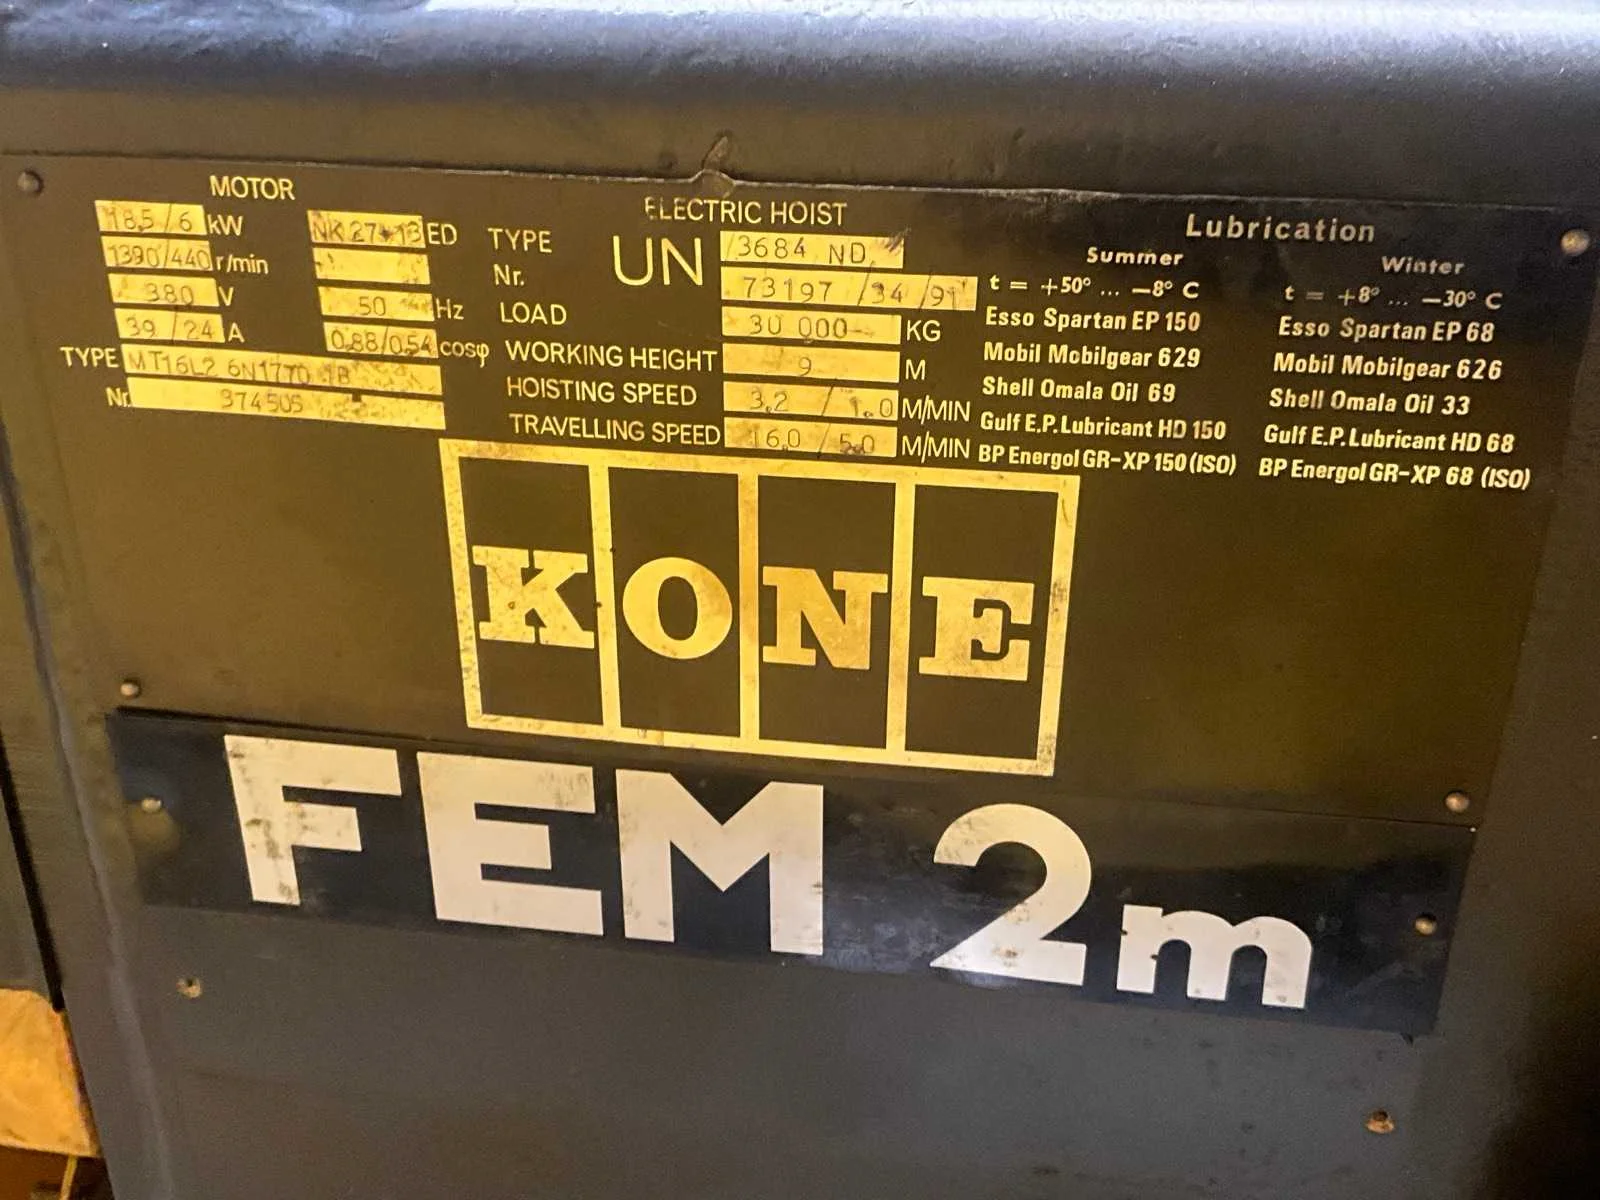 MOTOR
18,5/6 kW NK 27+13 ED
1390/440 r/min
380 V 50 Hz
39/24 A 0.88/0.54 cosφ
TYPE MT16L2 6N1770 1B
Nr. 374505
ELECTRIC HOIST
TYPE UN 3684 ND
Nr. 73197 /34 /91
LOAD 30 000 KG
WORKING HEIGHT 9 M
HOISTING SPEED 3,2 / 1.0 M/MIN
TRAVELLING SPEED 16,0 / 5.0 M/MIN
Lubrication
Summer
t = +50° ... −8° C
Esso Spartan EP 150
Mobil Mobilgear 629
Shell Omala Oil 69
Gulf E.P. Lubricant HD 150
BP Energol GR-XP 150 (ISO)
Winter
t = +8° ... −30° C
Esso Spartan EP 68
Mobil Mobilgear 626
Shell Omala Oil 33
Gulf E.P. Lubricant HD 68
BP Energol GR-XP 68 (ISO)
KONE
FEM 2m